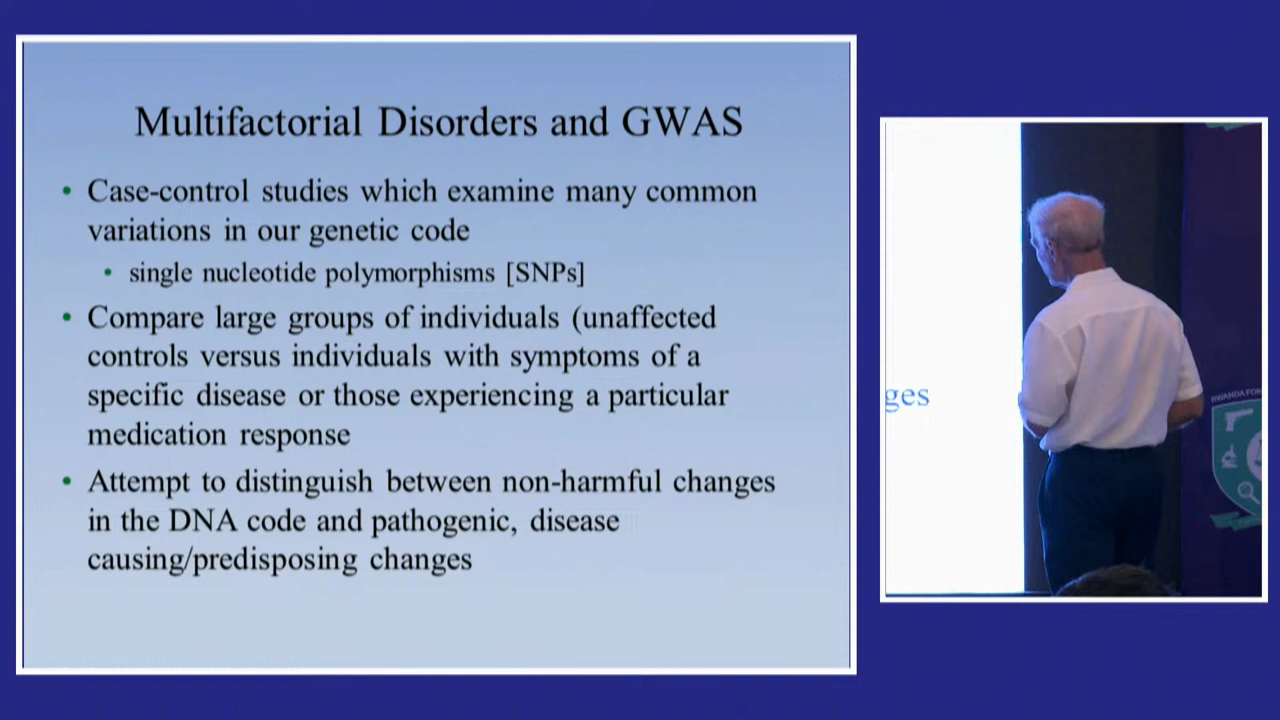 Multifactorial Disorders and GWAS
• Case-control studies which examine many common
variations in our genetic code
• single nucleotide polymorphisms [SNPs]
• Compare large groups of individuals (unaffected
controls versus individuals with symptoms of a
specific disease or those experiencing a particular
medication response
• Attempt to distinguish between non-harmful changes
in the DNA code and pathogenic, disease
causing/predisposing changes
ges
RWANDA FOR